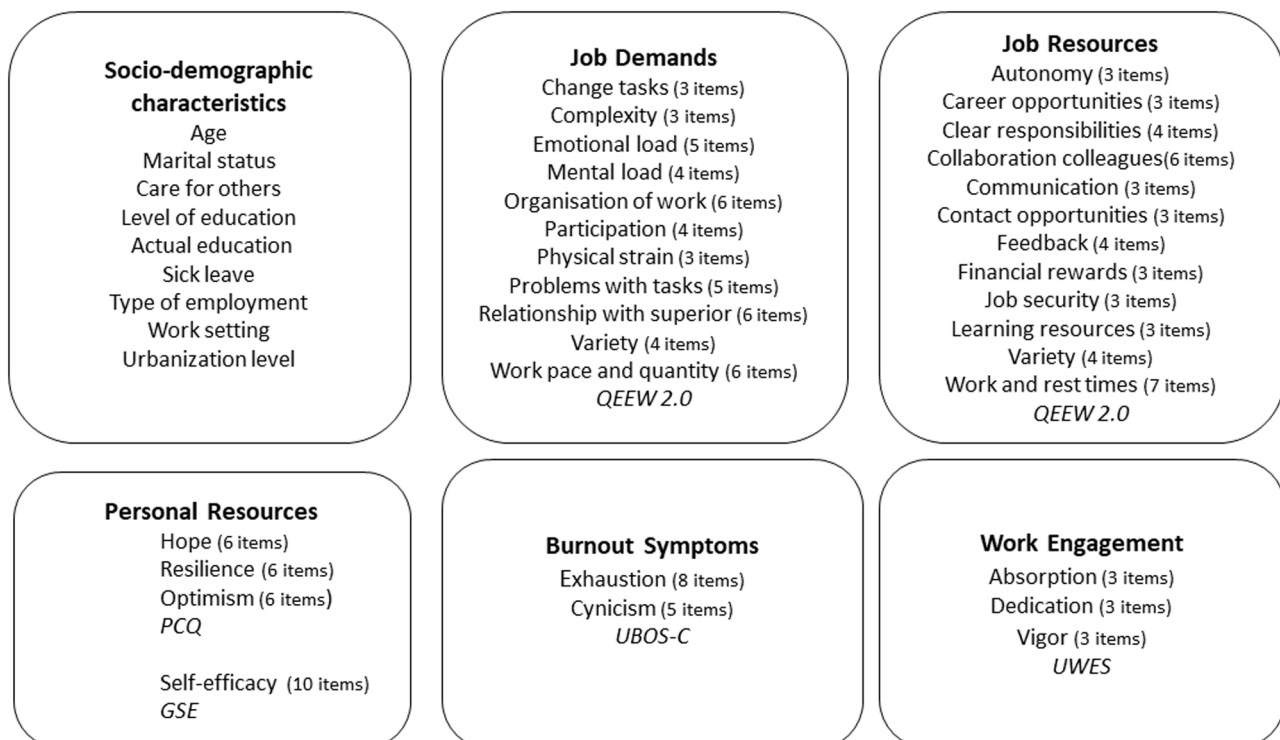 Socio-demographic
characteristics
Age
Marital status
Care for others
Level of education
Actual education
Sick leave
Type of employment
Work setting
Urbanization level
Job Demands
Change tasks (3 items)
Complexity (3 items)
Emotional load (5 items)
Mental load (4 items)
Organisation of work (6 items)
Participation (4 items)
Physical strain (3 items)
Problems with tasks (5 items)
Relationship with superior (6 items)
Variety (4 items)
Work pace and quantity (6 items)
QEEW 2.0
Job Resources
Autonomy (3 items)
Career opportunities (3 items)
Clear responsibilities (4 items)
Collaboration colleagues(6 items)
Communication (3 items)
Contact opportunities (3 items)
Feedback (4 items)
Financial rewards (3 items)
Job security (3 items)
Learning resources (3 items)
Variety (4 items)
Work and rest times (7 items)
QEEW 2.0
Personal Resources
Hope (6 items)
Resilience (6 items)
Optimism (6 items)
PCQ
Self-efficacy (10 items)
GSE
Burnout Symptoms
Exhaustion (8 items)
Cynicism (5 items)
UBOS-C
Work Engagement
Absorption (3 items)
Dedication (3 items)
Vigor (3 items)
UWES